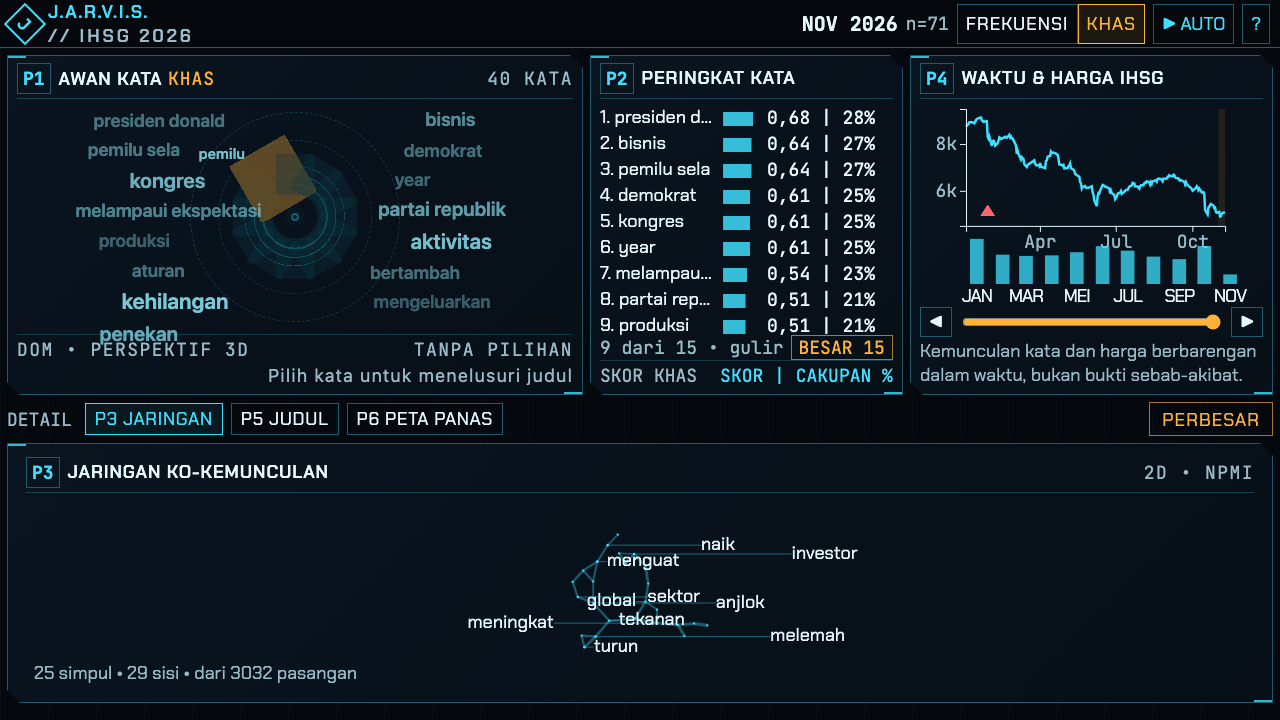 J.A.R.V.I.S.
// IHSG 2026
NOV 2026 n=71 FREKUENSI KHAS ▶ AUTO ?
P1 AWAN KATA KHAS 40 KATA
presiden donald
pemilu sela
pemilu
kongres
melampaui ekspektasi
produksi
aturan
kehilangan
penekan
bisnis
demokrat
year
partai republik
aktivitas
bertambah
mengeluarkan
DOM • PERSPEKTIF 3D TANPA PILIHAN
Pilih kata untuk menelusuri judul
P2 PERINGKAT KATA
1. presiden d... 0,68 | 28%
2. bisnis 0,64 | 27%
3. pemilu sela 0,64 | 27%
4. demokrat 0,61 | 25%
5. kongres 0,61 | 25%
6. year 0,61 | 25%
7. melampau... 0,54 | 23%
8. partai rep... 0,51 | 21%
9. produksi 0,51 | 21%
9 dari 15 • gulir BESAR 15
SKOR KHAS SKOR | CAKUPAN %
P4 WAKTU & HARGA IHSG
8k
6k
Apr Jul Oct
JAN MAR MEI JUL SEP NOV
◀ ▶
Kemunculan kata dan harga berbarengan
dalam waktu, bukan bukti sebab-akibat.
DETAIL P3 JARINGAN P5 JUDUL P6 PETA PANAS PERBESAR
P3 JARINGAN KO-KEMUNCULAN 2D • NPMI
naik
investor
menguat
sektor
global
anjlok
tekanan
meningkat
melemah
turun
25 simpul • 29 sisi • dari 3032 pasangan